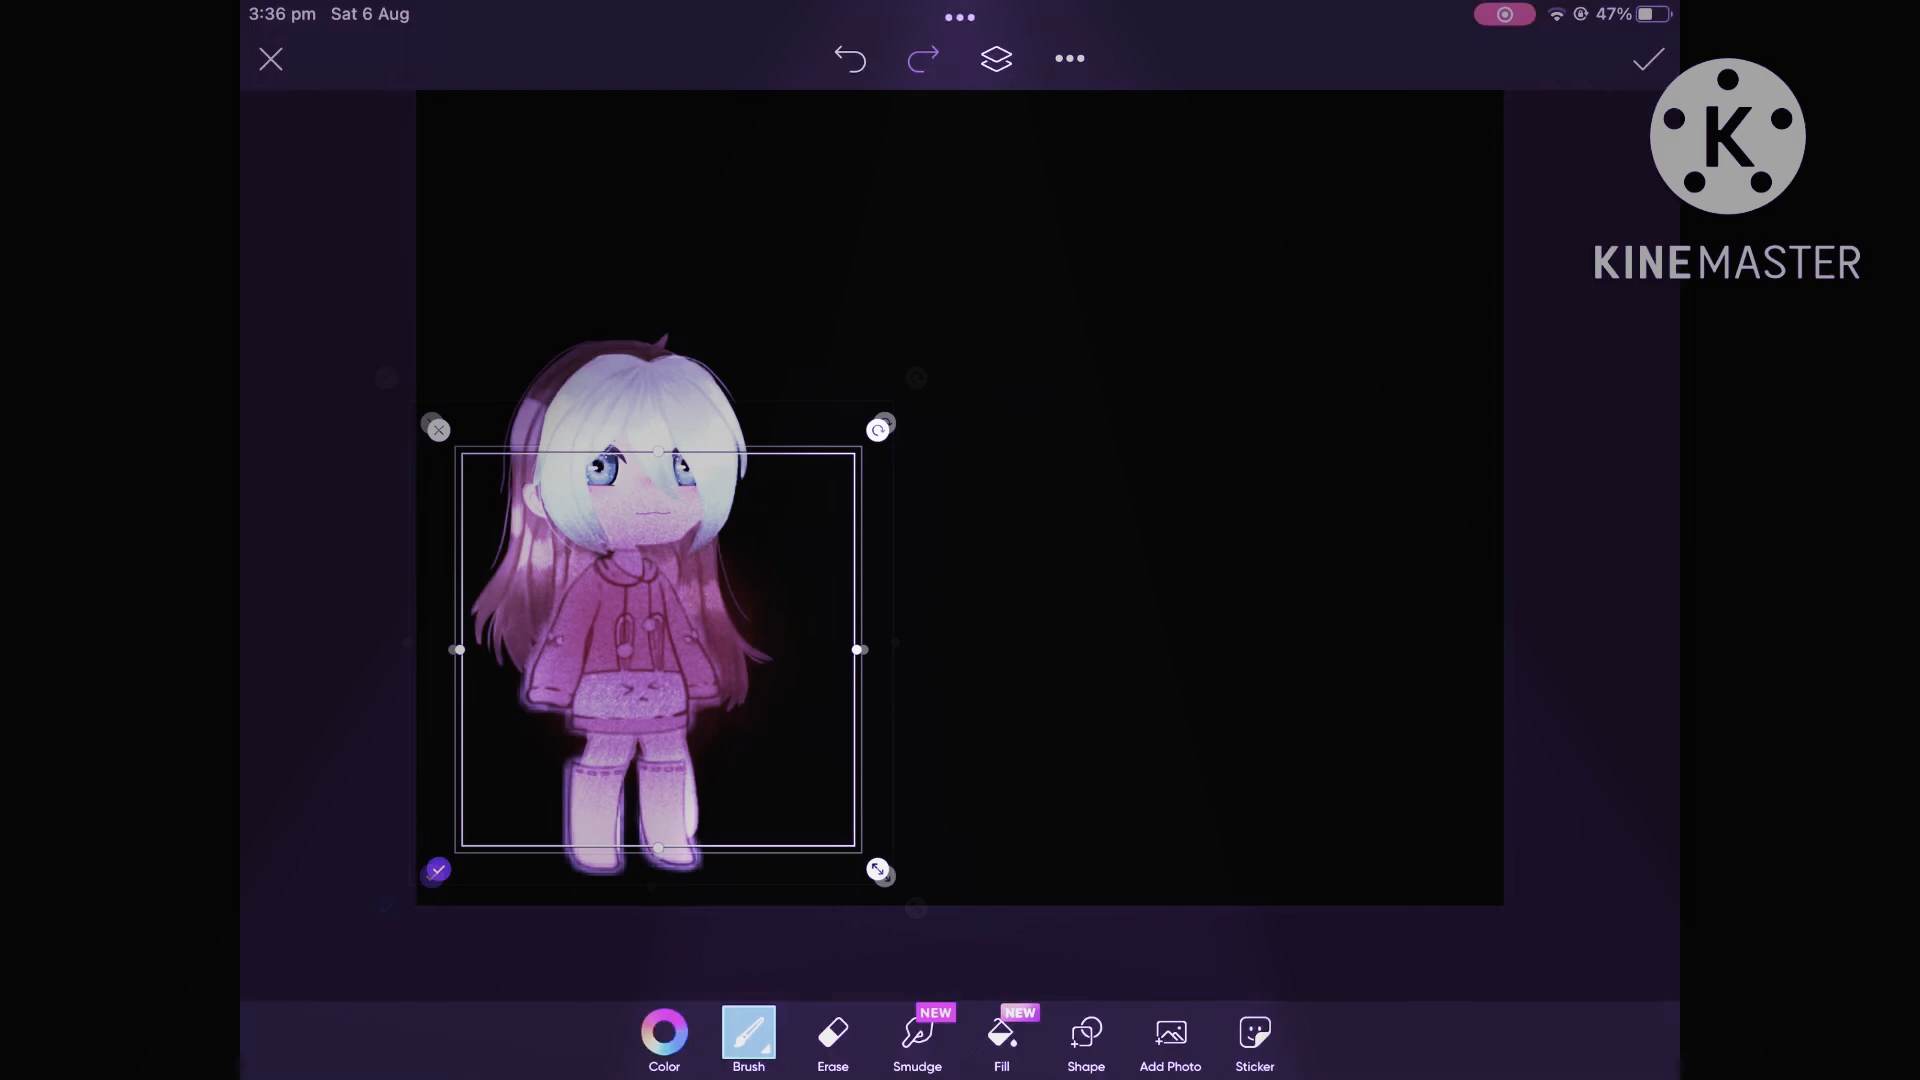 3:36 pm Sat 6 Aug
47%
K
KINEMASTER
NEW
NEW
Color Brush Erase Smudge Fill Shape Add Photo Sticker